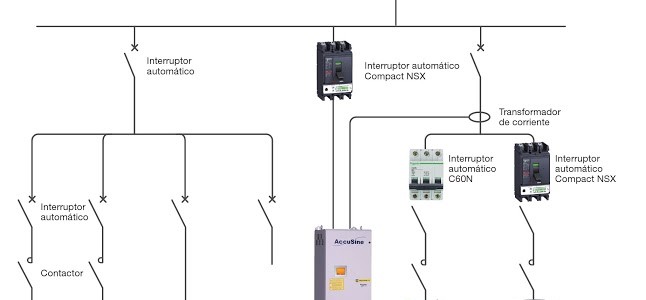 Interruptor
automático
Interruptor automático
Compact NSX
Transformador
de corriente
Interruptor
automático
C60N
Interruptor
automático
Compact NSX
Interruptor
automático
AccuSine
Contactor